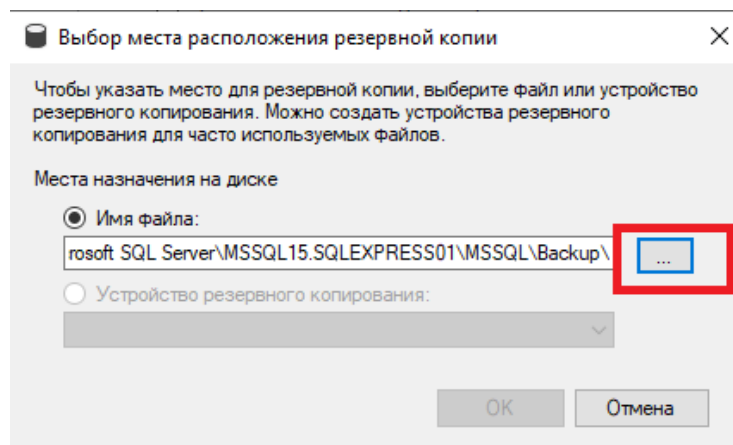 Выбор места расположения резервной копии
Чтобы указать место для резервной копии, выберите файл или устройство
резервного копирования. Можно создать устройства резервного
копирования для часто используемых файлов.
Места назначения на диске
Имя файла:
rosoft SQL Server\MSSQL15.SQLEXPRESS01\MSSQL\Backup\
...
Устройство резервного копирования:
OK
Отмена